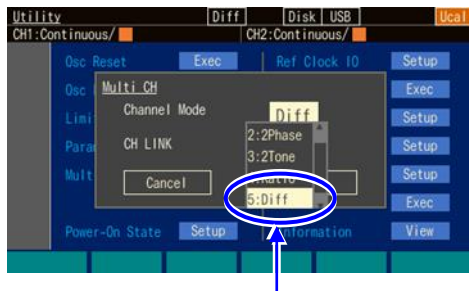 Utility Diff Disk USB Ucal
CH1:Continuous/ CH2:Continuous/
Osc Reset Exec Ref Clock IO Setup
Osc Exec
Multi CH
Channel Mode Diff
Limi Setup
2:2Phase
Para CH LINK Setup
3:2Tone
Mult Cancel Setup
5:Diff
Exec
Power-On State Setup Information View